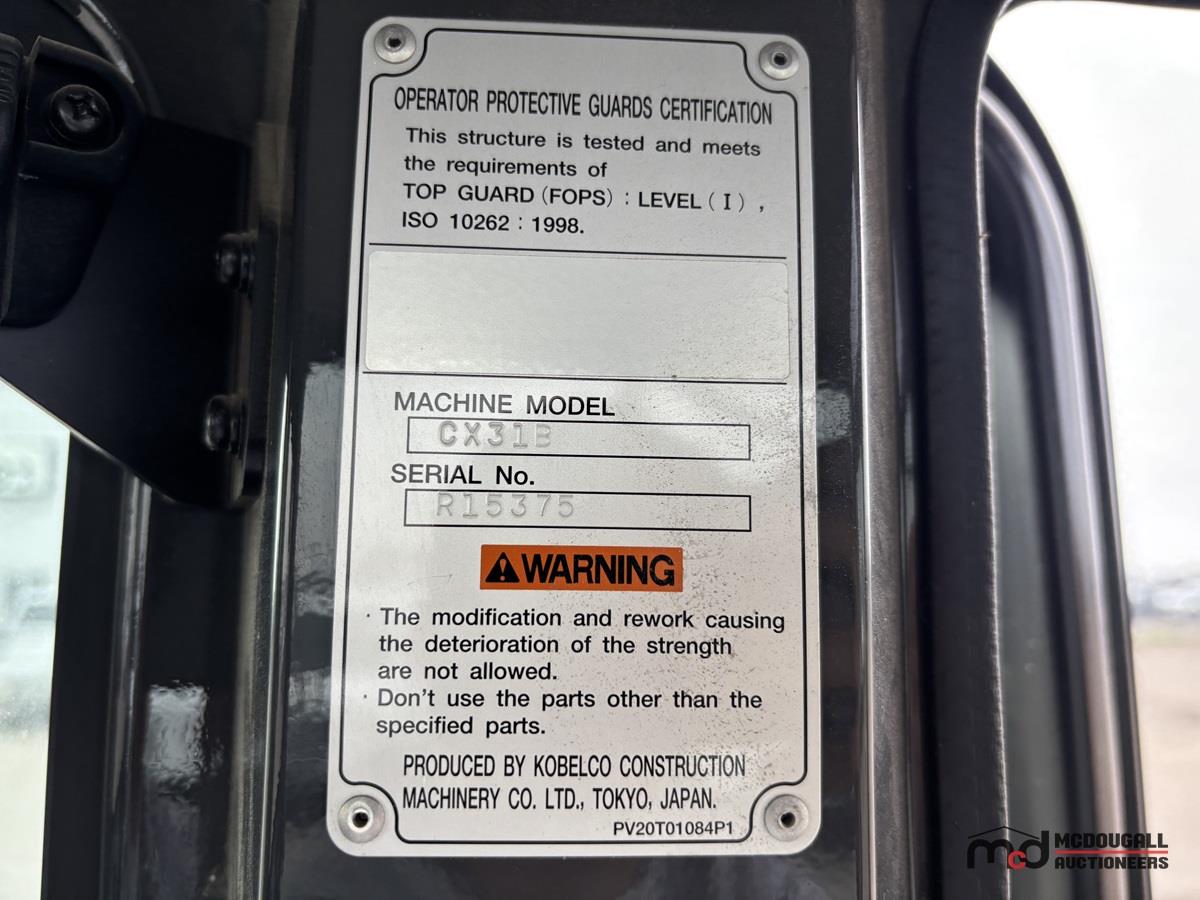 OPERATOR PROTECTIVE GUARDS CERTIFICATION
This structure is tested and meets
the requirements of
TOP GUARD (FOPS) : LEVEL ( I ) ,
ISO 10262 : 1998.
MACHINE MODEL
CX31B
SERIAL No.
R15375
WARNING
· The modification and rework causing
the deterioration of the strength
are not allowed.
· Don't use the parts other than the
specified parts.
PRODUCED BY KOBELCO CONSTRUCTION
MACHINERY CO. LTD., TOKYO, JAPAN.
PV20T01084P1
mcd MCDOUGALL
AUCTIONEERS